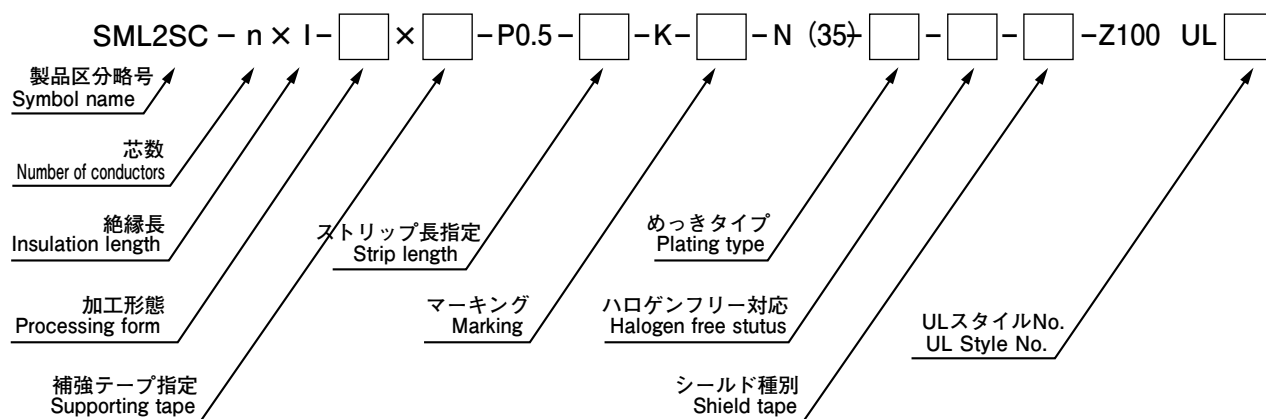 SML2SC – n × I – □ × □ – P0.5 – □ – K – □ – N (35)– □ – □ – □ – Z100 UL □
製品区分略号
Symbol name
芯数
Number of conductors
絶縁長
Insulation length
加工形態
Processing form
補強テープ指定
Supporting tape
ストリップ長指定
Strip length
マーキング
Marking
めっきタイプ
Plating type
ハロゲンフリー対応
Halogen free stutus
シールド種別
Shield tape
ULスタイルNo.
UL Style No.